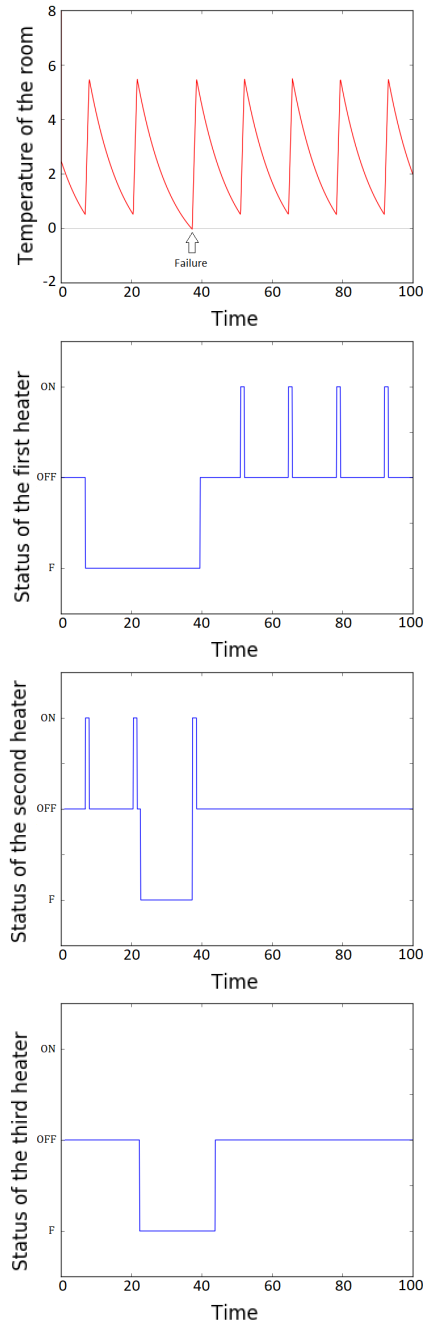 Temperature of the room
8
6
4
2
0
-2
Failure
0 20 40 60 80 100
Time
Status of the first heater
ON
OFF
F
0 20 40 60 80 100
Time
Status of the second heater
ON
OFF
F
0 20 40 60 80 100
Time
Status of the third heater
ON
OFF
F
0 20 40 60 80 100
Time